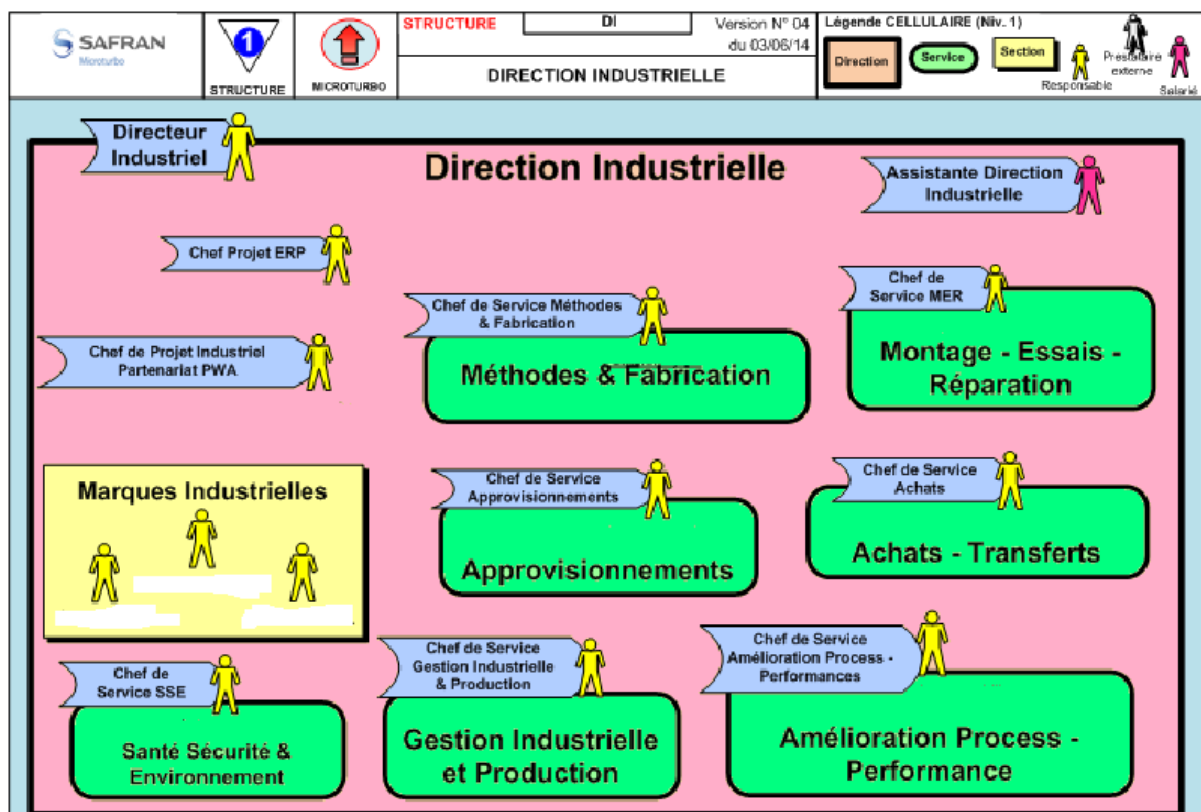 SAFRAN
Microturbo
1
STRUCTURE
MICROTURBO
STRUCTURE
DI
Version N° 04
du 03/06/14
DIRECTION INDUSTRIELLE
Légende CELLULAIRE (Niv. 1)
Direction
Service
Section
Responsable
Prestataire
externe
Salarié
Directeur
Industriel
Direction Industrielle
Assistante Direction
Industrielle
Chef Projet ERP
Chef de Service Méthodes
& Fabrication
Méthodes & Fabrication
Chef de
Service MER
Montage - Essais -
Réparation
Chef de Projet Industriel
Partenariat PWA
Marques Industrielles
Chef de Service
Approvisionnements
Approvisionnements
Chef de Service
Achats
Achats - Transferts
Chef de
Service SSE
Santé Sécurité &
Environnement
Chef de Service
Gestion Industrielle
& Production
Gestion Industrielle
et Production
Chef de Service
Amélioration Process -
Performances
Amélioration Process -
Performance